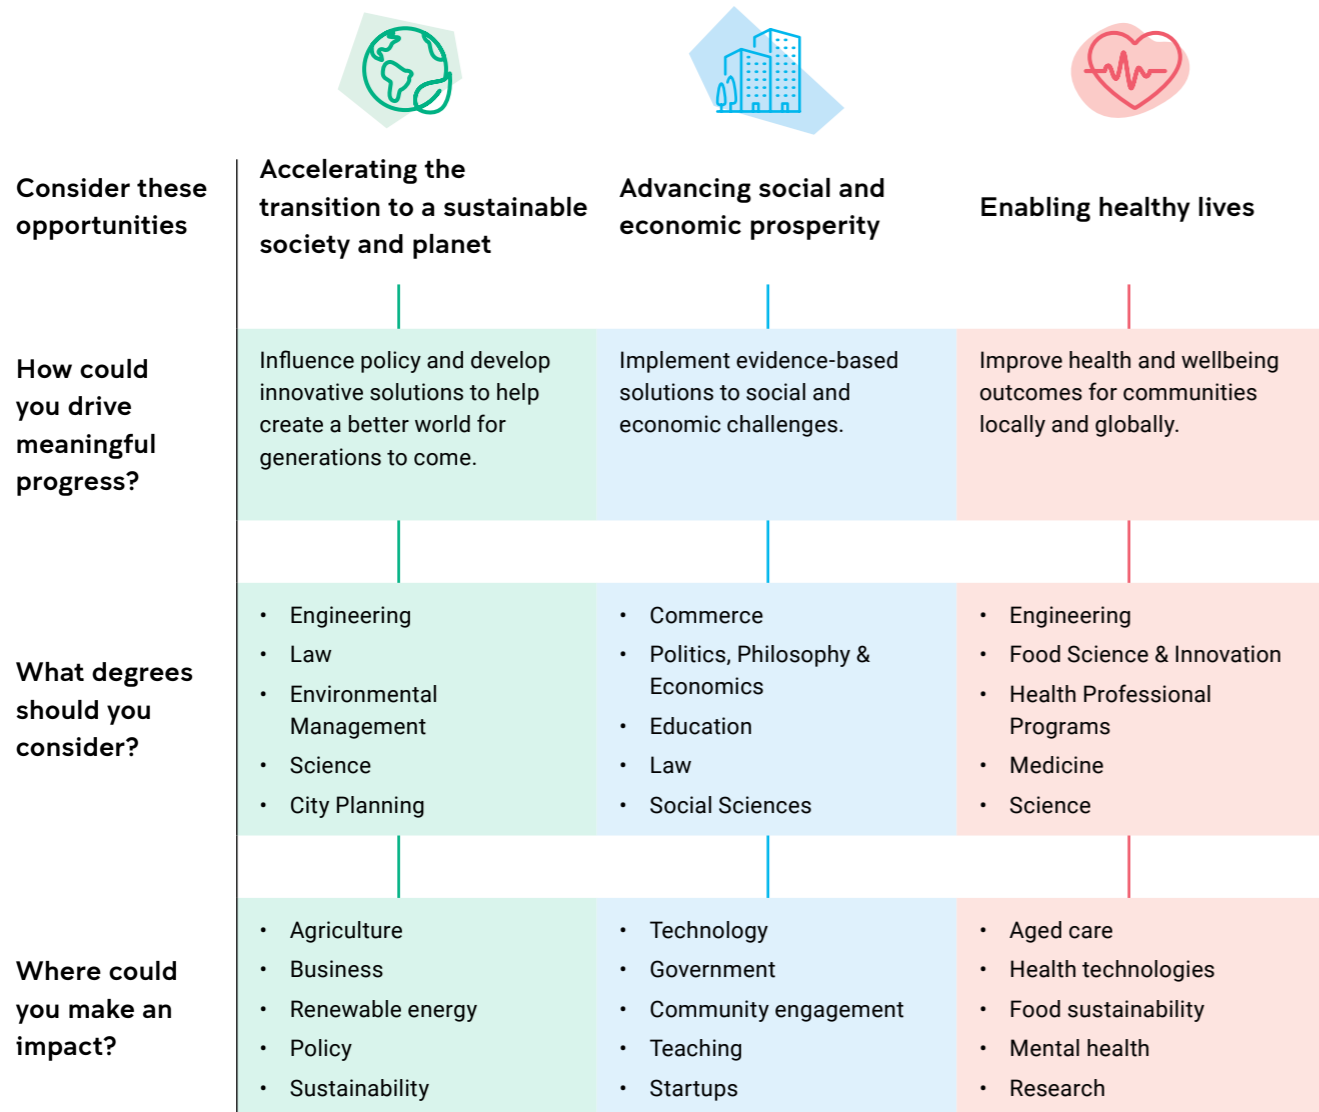 Consider these
opportunities
Accelerating the
transition to a sustainable
society and planet
Advancing social and
economic prosperity
Enabling healthy lives
How could
you drive
meaningful
progress?
Influence policy and develop
innovative solutions to help
create a better world for
generations to come.
Implement evidence-based
solutions to social and
economic challenges.
Improve health and wellbeing
outcomes for communities
locally and globally.
What degrees
should you
consider?
• Engineering
• Law
• Environmental
Management
• Science
• City Planning
• Commerce
• Politics, Philosophy &
Economics
• Education
• Law
• Social Sciences
• Engineering
• Food Science & Innovation
• Health Professional
Programs
• Medicine
• Science
Where could
you make an
impact?
• Agriculture
• Business
• Renewable energy
• Policy
• Sustainability
• Technology
• Government
• Community engagement
• Teaching
• Startups
• Aged care
• Health technologies
• Food sustainability
• Mental health
• Research